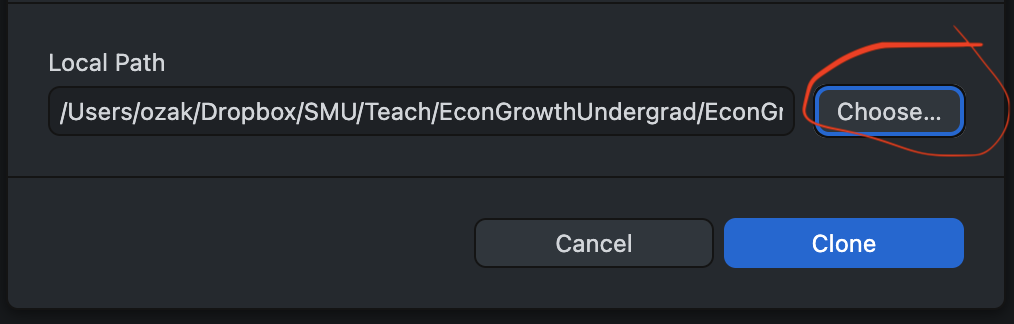 Local Path
/Users/ozak/Dropbox/SMU/Teach/EconGrowthUndergrad/EconGr
Choose...
Cancel
Clone